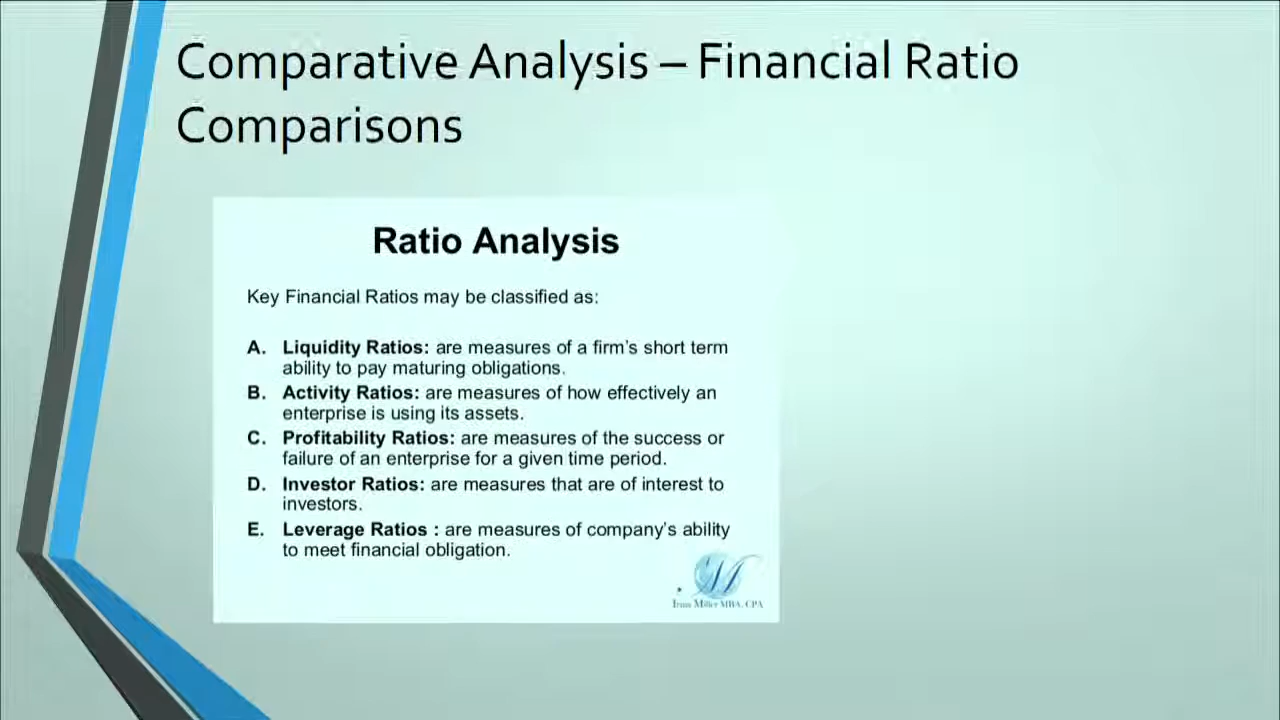 Comparative Analysis – Financial Ratio
Comparisons
Ratio Analysis
Key Financial Ratios may be classified as:
A. Liquidity Ratios: are measures of a firm's short term
ability to pay maturing obligations.
B. Activity Ratios: are measures of how effectively an
enterprise is using its assets.
C. Profitability Ratios: are measures of the success or
failure of an enterprise for a given time period.
D. Investor Ratios: are measures that are of interest to
investors.
E. Leverage Ratios : are measures of company's ability
to meet financial obligation.
M
Miller MBA, CPA